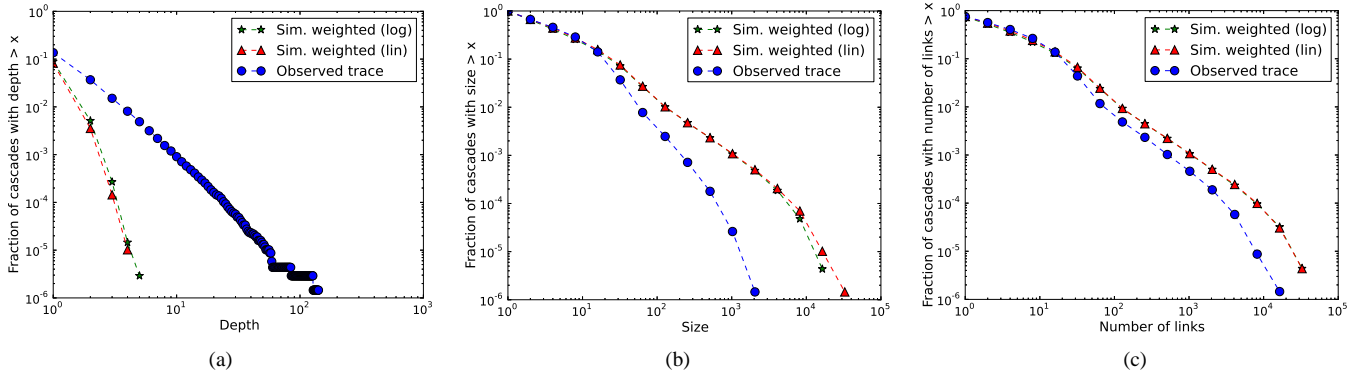 Fraction of cascades with depth > x
10^0
10^-1
10^-2
10^-3
10^-4
10^-5
10^-6
10^0
10^1
10^2
10^3
Depth
Sim. weighted (log)
Sim. weighted (lin)
Observed trace
(a)
Fraction of cascades with size > x
10^0
10^-1
10^-2
10^-3
10^-4
10^-5
10^-6
10^0
10^1
10^2
10^3
10^4
10^5
Size
Sim. weighted (log)
Sim. weighted (lin)
Observed trace
(b)
Fraction of cascades with number of links > x
10^0
10^-1
10^-2
10^-3
10^-4
10^-5
10^-6
10^0
10^1
10^2
10^3
10^4
10^5
Number of links
Sim. weighted (log)
Sim. weighted (lin)
Observed trace
(c)